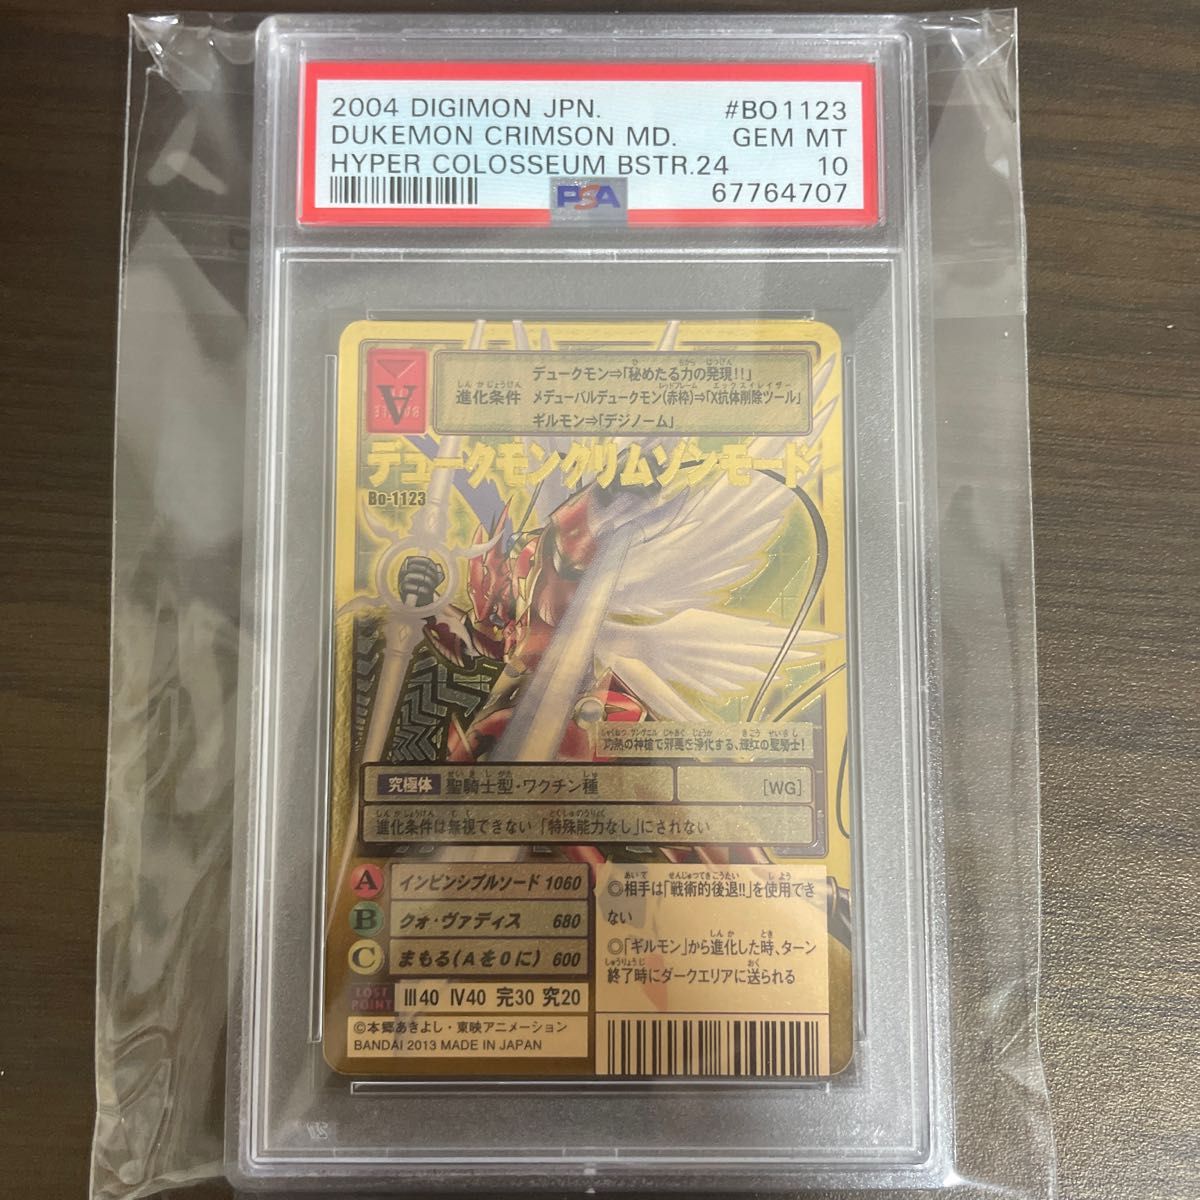 2004 DIGIMON JPN. #BO1123
DUKEMON CRIMSON MD. GEM MT
HYPER COLOSSEUM BSTR.24 10
PSA 67764707
A
進化条件
デュークモン⇒「秘めたる力の発現!!」
メデューバルデュークモン(赤枠)⇒「X抗体削除ツール」
ギルモン⇒「デジノーム」
デュークモンクリムゾンモード
Bo-1123
灼熱の神槍で邪悪を浄化する、輝紅の聖騎士!
究極体 聖騎士型・ワクチン種 [WG]
進化条件は無視できない 「特殊能力なし」にされない
A インビンシブルソード 1060
B クォ・ヴァディス 680
C まもる(Aを0に) 600
LOST POINT Ⅲ40 Ⅳ40 完30 究20
◎相手は「戦術的後退!!」を使用でき
ない
◎「ギルモン」から進化した時、ターン
終了時にダークエリアに送られる
©本郷あきよし・東映アニメーション
BANDAI 2013 MADE IN JAPAN